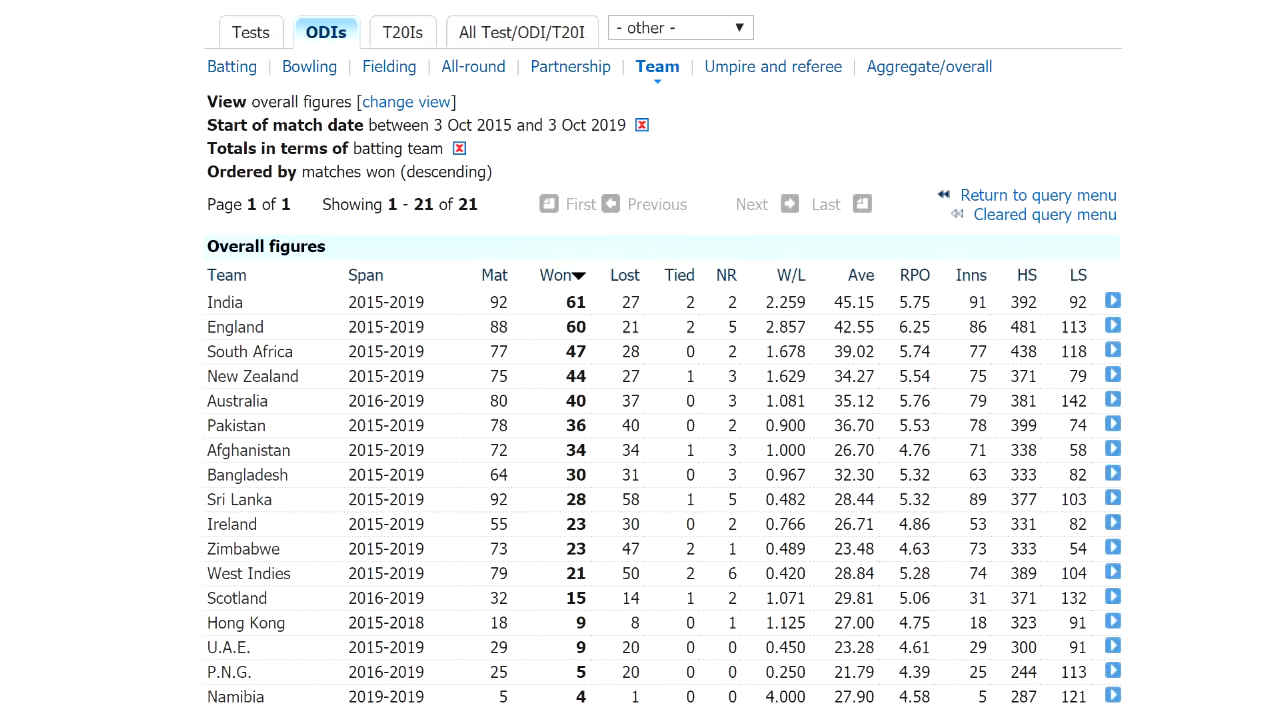 Tests ODIs T20Is All Test/ODI/T20I - other -
Batting | Bowling | Fielding | All-round | Partnership | Team | Umpire and referee | Aggregate/overall
View overall figures [change view]
Start of match date between 3 Oct 2015 and 3 Oct 2019
Totals in terms of batting team
Ordered by matches won (descending)
Page 1 of 1 Showing 1 - 21 of 21 First Previous Next Last
Return to query menu
Cleared query menu
Overall figures
Team Span Mat Won Lost Tied NR W/L Ave RPO Inns HS LS
India 2015-2019 92 61 27 2 2 2.259 45.15 5.75 91 392 92
England 2015-2019 88 60 21 2 5 2.857 42.55 6.25 86 481 113
South Africa 2015-2019 77 47 28 0 2 1.678 39.02 5.74 77 438 118
New Zealand 2015-2019 75 44 27 1 3 1.629 34.27 5.54 75 371 79
Australia 2016-2019 80 40 37 0 3 1.081 35.12 5.76 79 381 142
Pakistan 2015-2019 78 36 40 0 2 0.900 36.70 5.53 78 399 74
Afghanistan 2015-2019 72 34 34 1 3 1.000 26.70 4.76 71 338 58
Bangladesh 2015-2019 64 30 31 0 3 0.967 32.30 5.32 63 333 82
Sri Lanka 2015-2019 92 28 58 1 5 0.482 28.44 5.32 89 377 103
Ireland 2015-2019 55 23 30 0 2 0.766 26.71 4.86 53 331 82
Zimbabwe 2015-2019 73 23 47 2 1 0.489 23.48 4.63 73 333 54
West Indies 2015-2019 79 21 50 2 6 0.420 28.84 5.28 74 389 104
Scotland 2016-2019 32 15 14 1 2 1.071 29.81 5.06 31 371 132
Hong Kong 2015-2018 18 9 8 0 1 1.125 27.00 4.75 18 323 91
U.A.E. 2015-2019 29 9 20 0 0 0.450 23.28 4.61 29 300 91
P.N.G. 2016-2019 25 5 20 0 0 0.250 21.79 4.39 25 244 113
Namibia 2019-2019 5 4 1 0 0 4.000 27.90 4.58 5 287 121